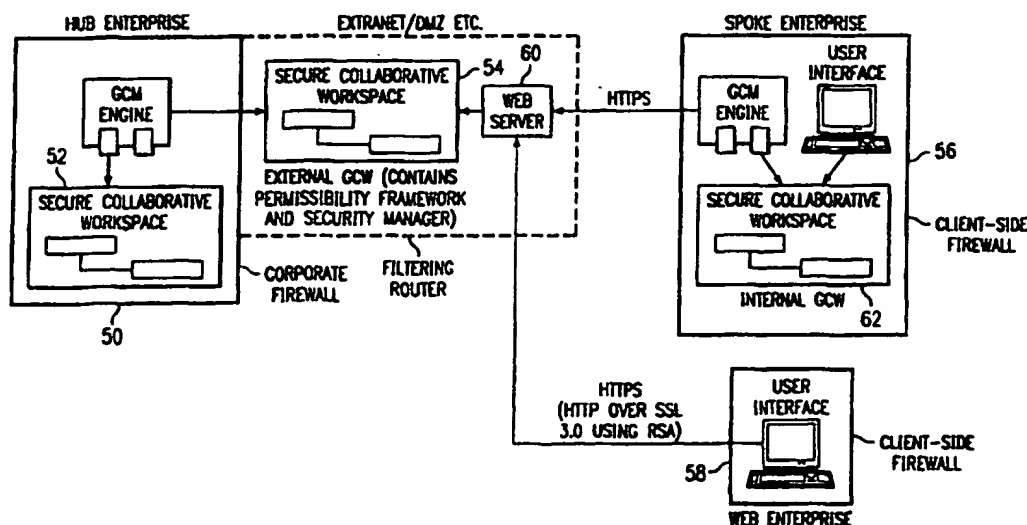 HUB ENTERPRISE
GCM
ENGINE
52
SECURE COLLABORATIVE
WORKSPACE
CORPORATE
FIREWALL
50
EXTRANET/DMZ ETC.
SECURE COLLABORATIVE
WORKSPACE
54
60
WEB
SERVER
EXTERNAL GCW (CONTAINS
PERMISSIBILITY FRAMEWORK
AND SECURITY MANAGER)
FILTERING
ROUTER
HTTPS
SPOKE ENTERPRISE
GCM
ENGINE
USER
INTERFACE
56
SECURE COLLABORATIVE
WORKSPACE
INTERNAL GCW
62
CLIENT-SIDE
FIREWALL
HTTPS
(HTTP OVER SSL
3.0 USING RSA)
USER
INTERFACE
58
CLIENT-SIDE
FIREWALL
WEB ENTERPRISE